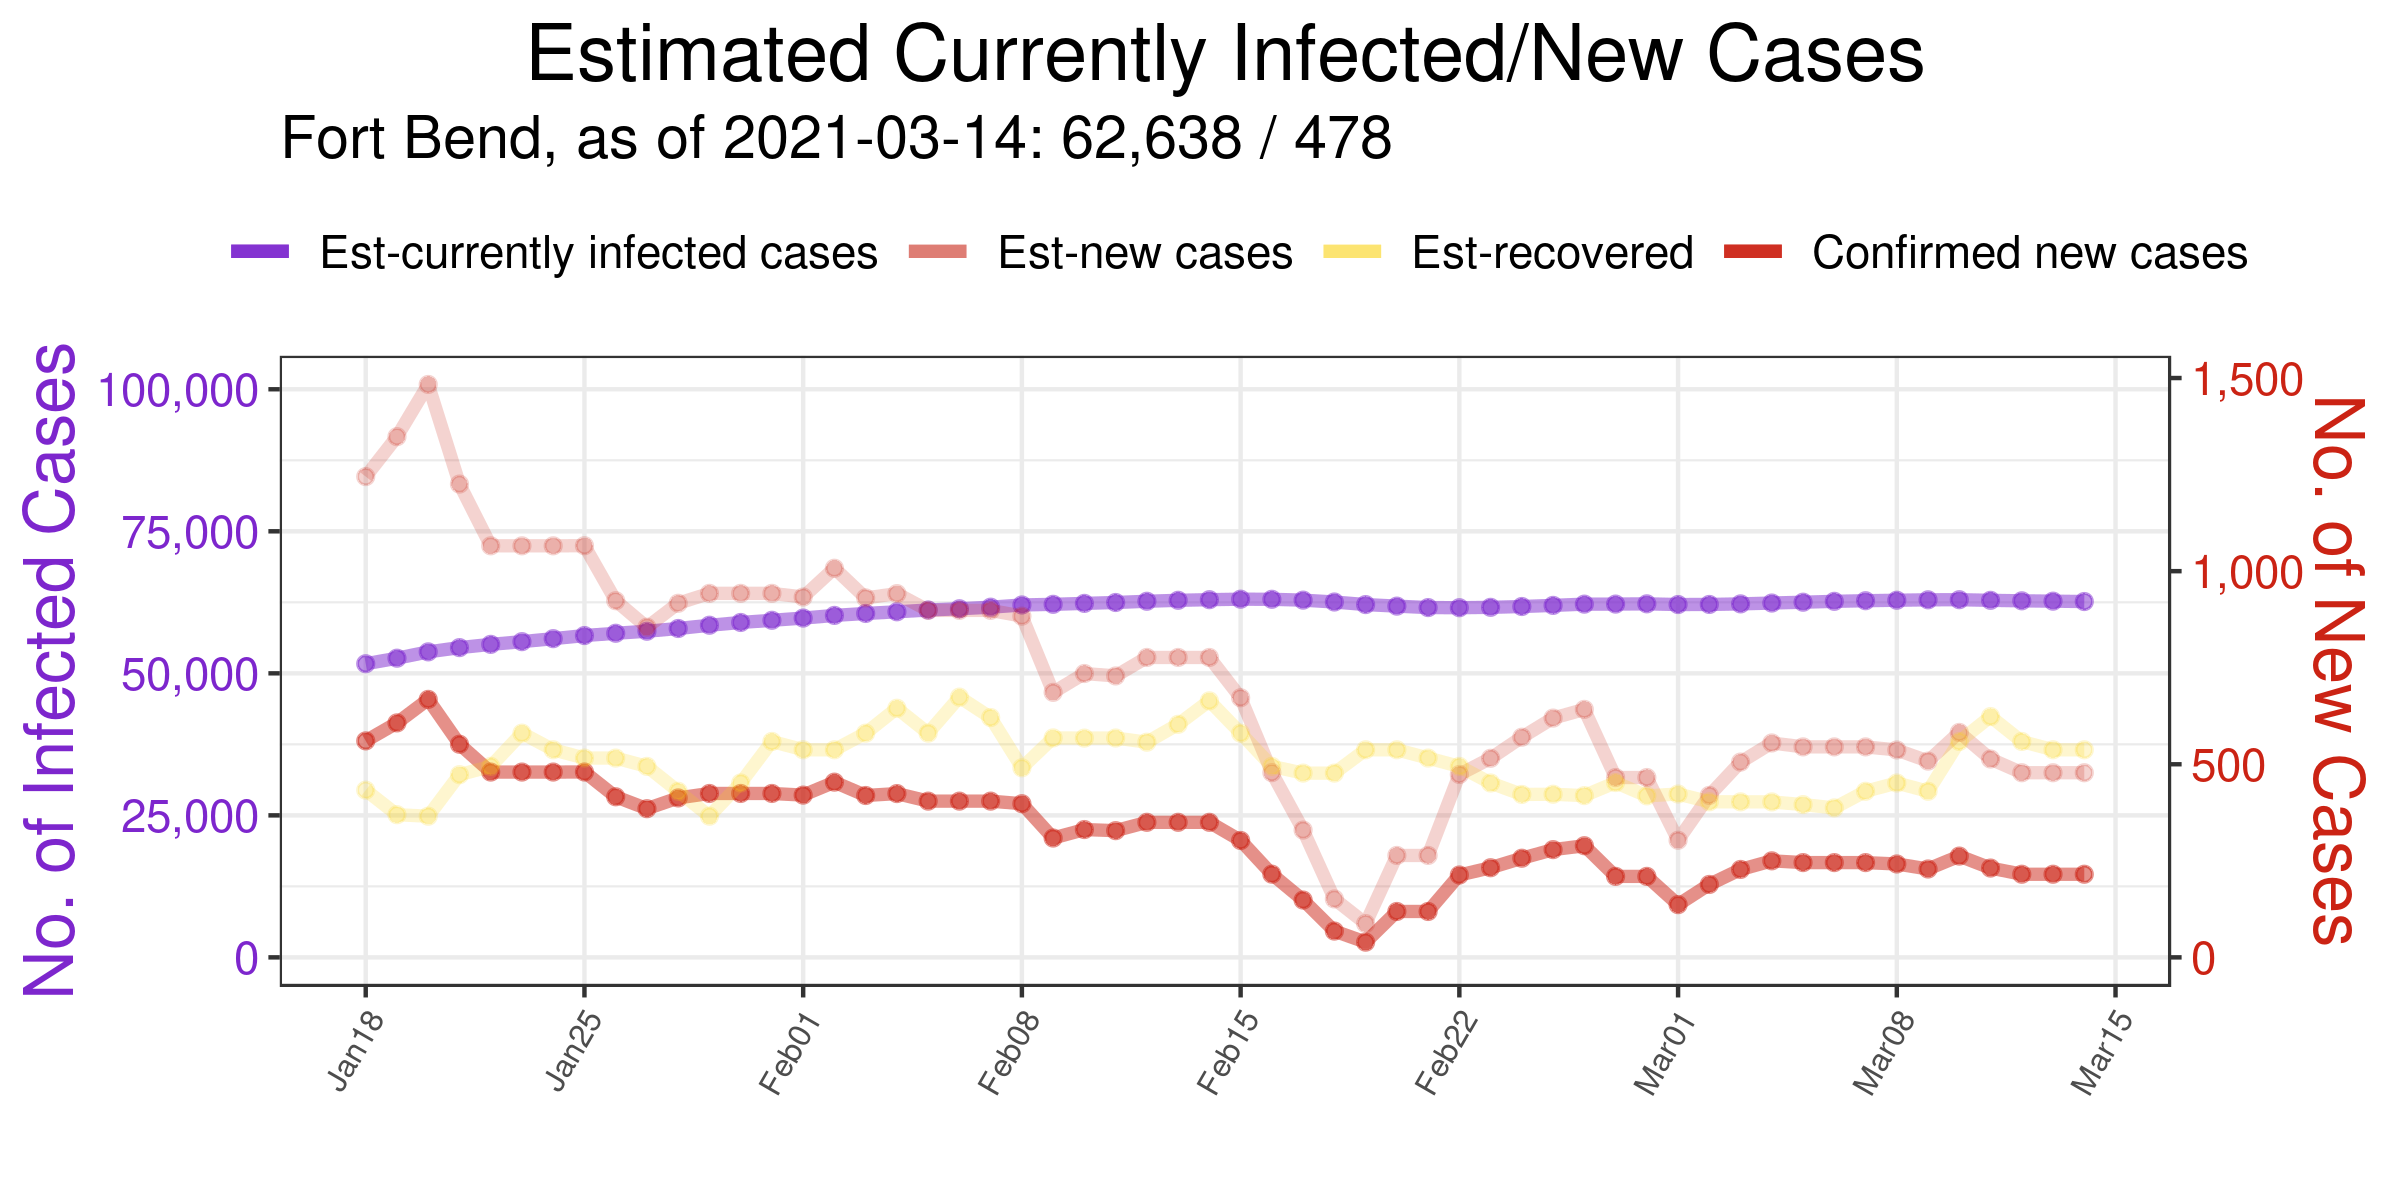 Estimated Currently Infected/New Cases
Fort Bend, as of 2021-03-14: 62,638 / 478
Est-currently infected cases Est-new cases Est-recovered Confirmed new cases
No. of Infected Cases
100,000
75,000
50,000
25,000
0
1,500
1,000
500
0
No. of New Cases
Jan18 Jan25 Feb01 Feb08 Feb15 Feb22 Mar01 Mar08 Mar15